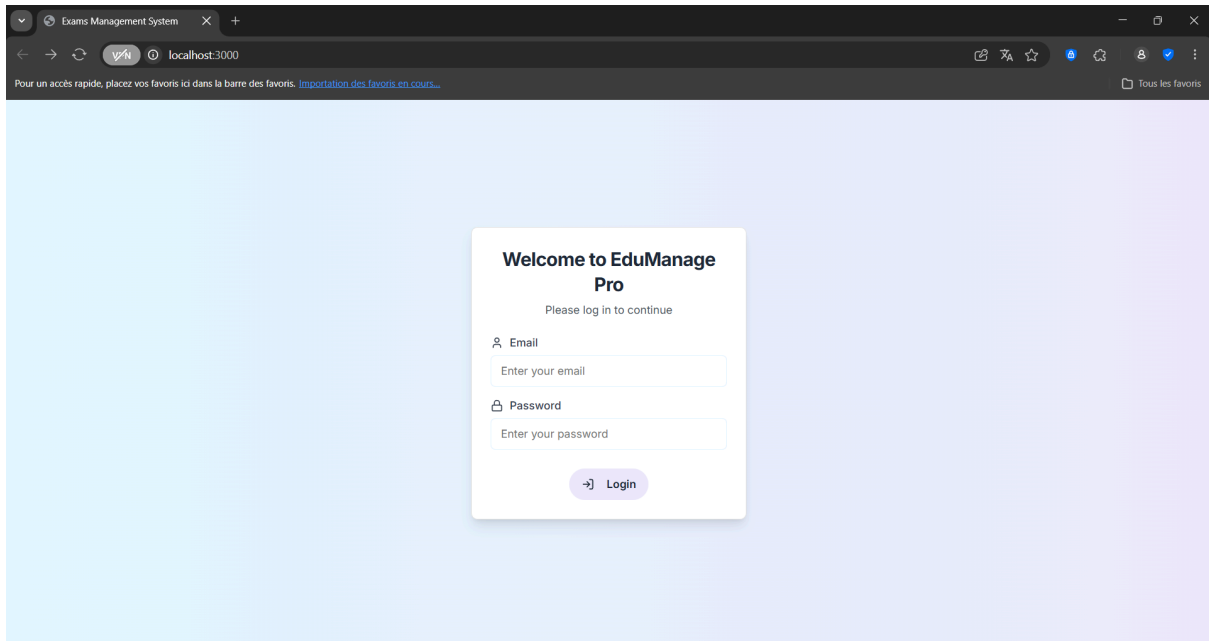 Exams Management System
VPN
localhost:3000
Pour un accès rapide, placez vos favoris ici dans la barre des favoris. Importation des favoris en cours...
Tous les favoris
Welcome to EduManage
Pro
Please log in to continue
Email
Enter your email
Password
Enter your password
Login